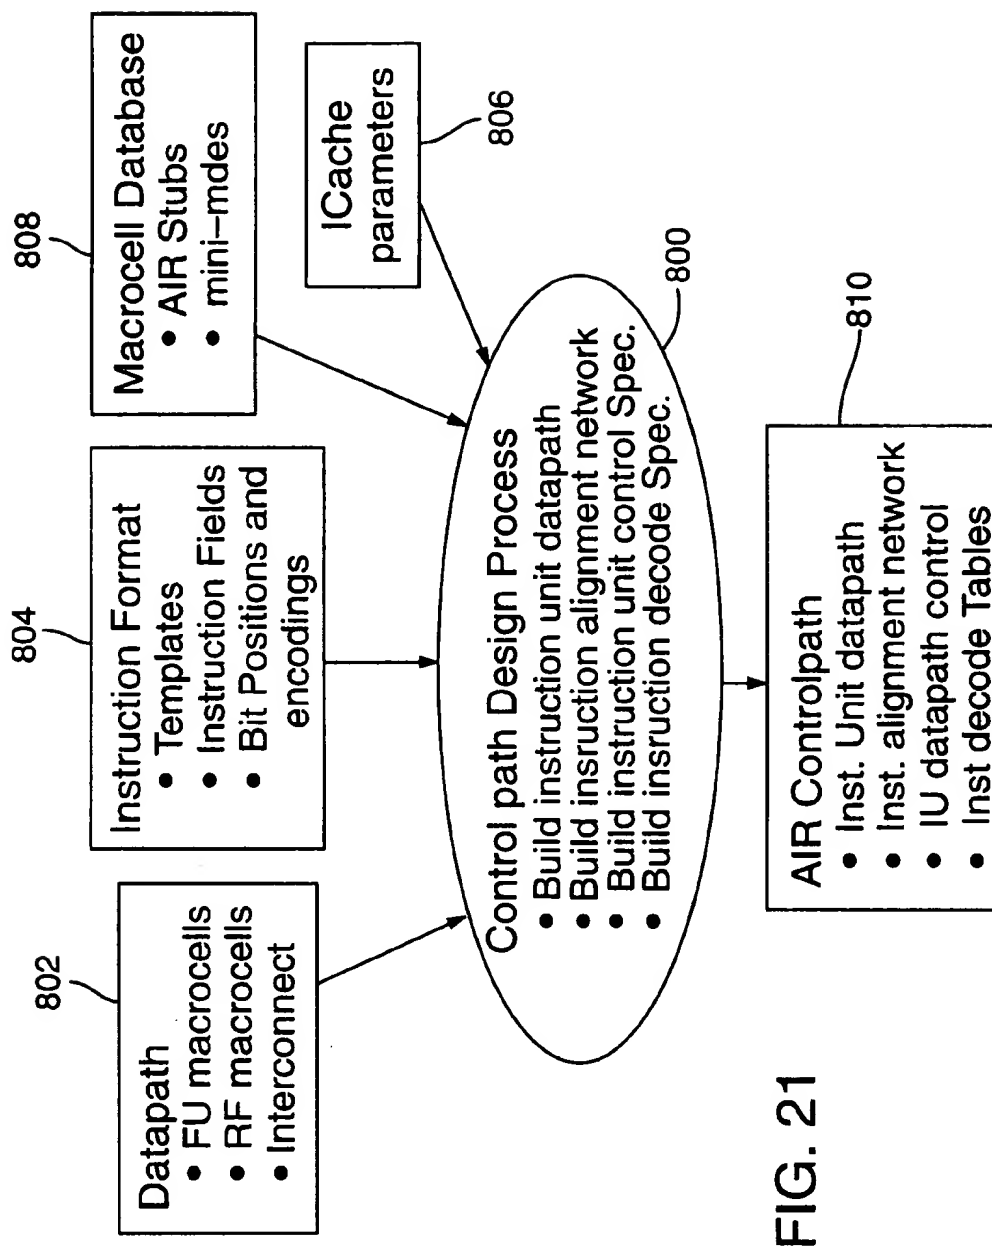 802
Datapath
• FU macrocells
• RF macrocells
• Interconnect
804
Instruction Format
• Templates
• Instruction Fields
• Bit Positions and
encodings
808
Macrocell Database
• AIR Stubs
• mini–mdes
ICache
parameters
806
Control path Design Process
• Build instruction unit datapath
• Build insruction alignment network
• Build instruction unit control Spec.
• Build insruction decode Spec.
800
810
AIR Controlpath
• Inst. Unit datapath
• Inst. alignment network
• IU datapath control
• Inst decode Tables
FIG. 21